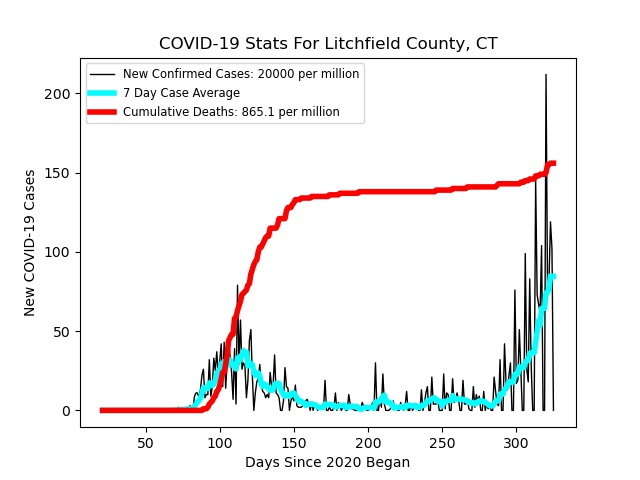 COVID-19 Stats For Litchfield County, CT
New Confirmed Cases: 20000 per million
7 Day Case Average
Cumulative Deaths: 865.1 per million
New COVID-19 Cases
200
150
100
50
0
50 100 150 200 250 300
Days Since 2020 Began